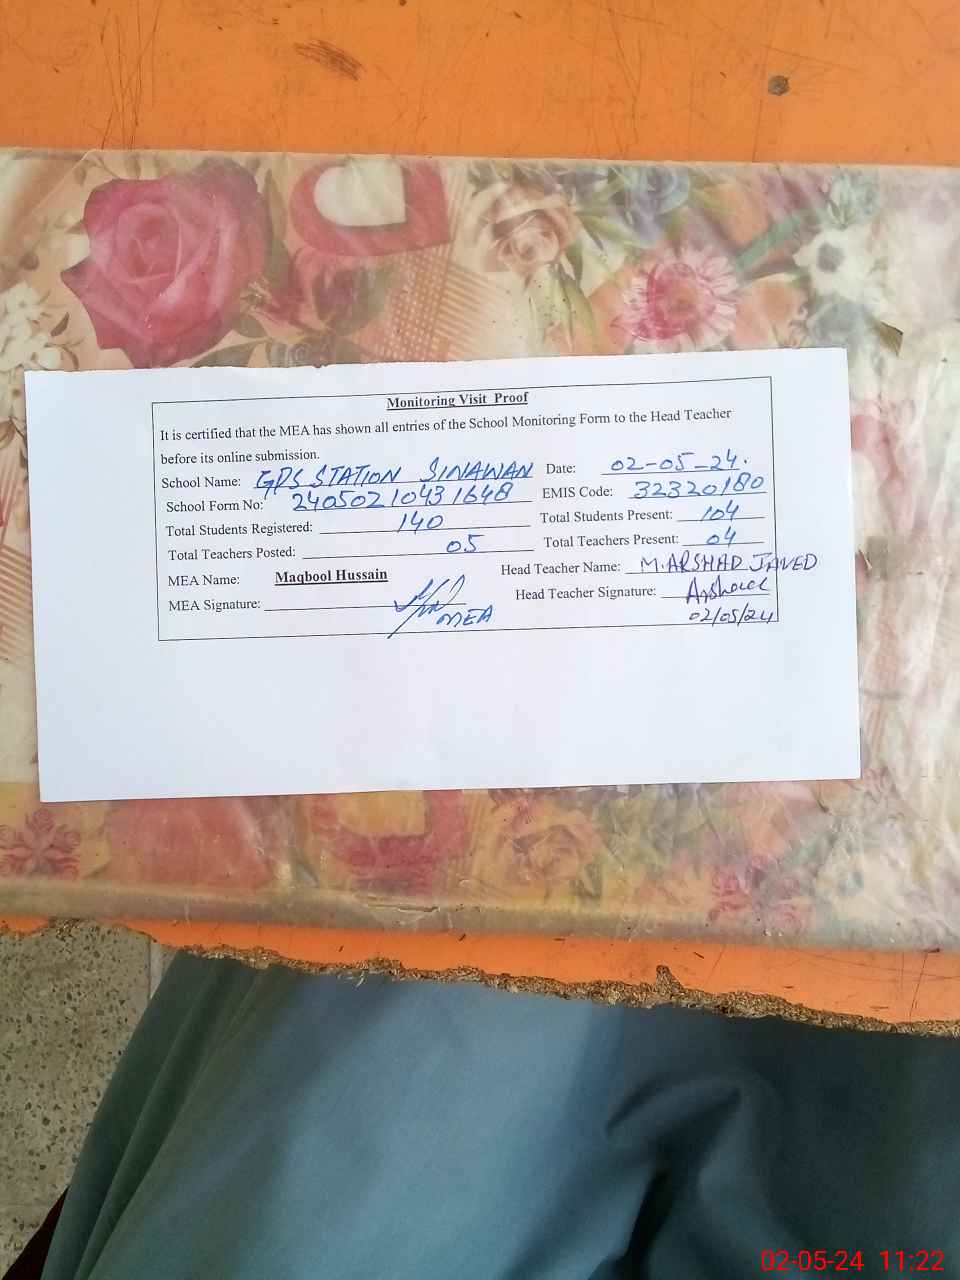 Monitoring Visit Proof
It is certified that the MEA has shown all entries of the School Monitoring Form to the Head Teacher
before its online submission.
School Name: GPS STATION SINAWAN Date: 02-05-24.
School Form No: 24050210431648 EMIS Code: 32320180
Total Students Registered: 140 Total Students Present: 104
Total Teachers Posted: 05 Total Teachers Present: 04
MEA Name: Maqbool Hussain Head Teacher Name: M.ARSHAD JAVED
MEA Signature: MEA Head Teacher Signature: Arshad
02/05/24
02-05-24 11:22